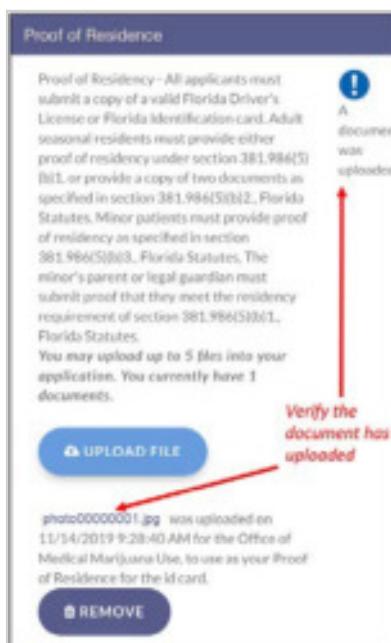 Proof of Residence
Proof of Residency - All applicants must
submit a copy of a valid Florida Driver's
License or Florida Identification card. Adult
seasonal residents must provide either
proof of residency under section 381.986(5)
(b)1, or provide a copy of two documents as
specified in section 381.986(5)(b)2., Florida
Statutes. Minor patients must provide proof
of residency as specified in section
381.986(5)(b)3., Florida Statutes, The
minor's parent or legal guardian must
submit proof that they meet the residency
requirement of section 381.986(5)(b)1.,
Florida Statutes.
You may upload up to 5 files into your
application. You currently have 1
documents.
A
documen
was
uploaded
Verify the
document has
uploaded
UPLOAD FILE
photo00000001.jpg was uploaded on
11/14/2019 9:28:40 AM for the Office of
Medical Marijuana Use, to use as your Proof
of Residence for the id card.
REMOVE